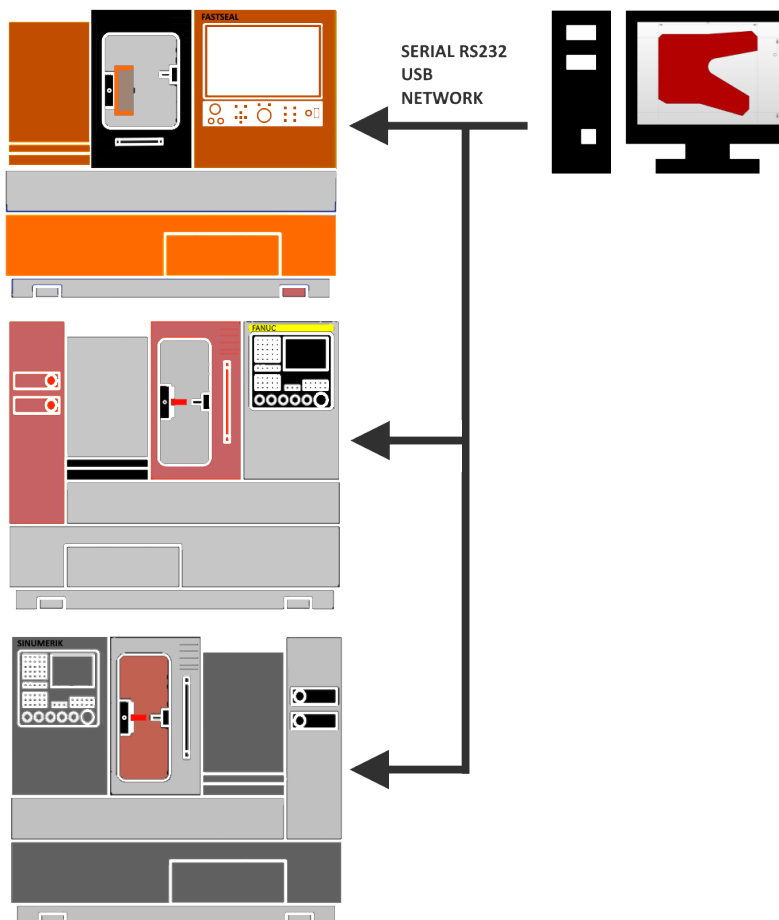 FASTSEAL
SERIAL RS232
USB
NETWORK
FANUC
SINUMERIK